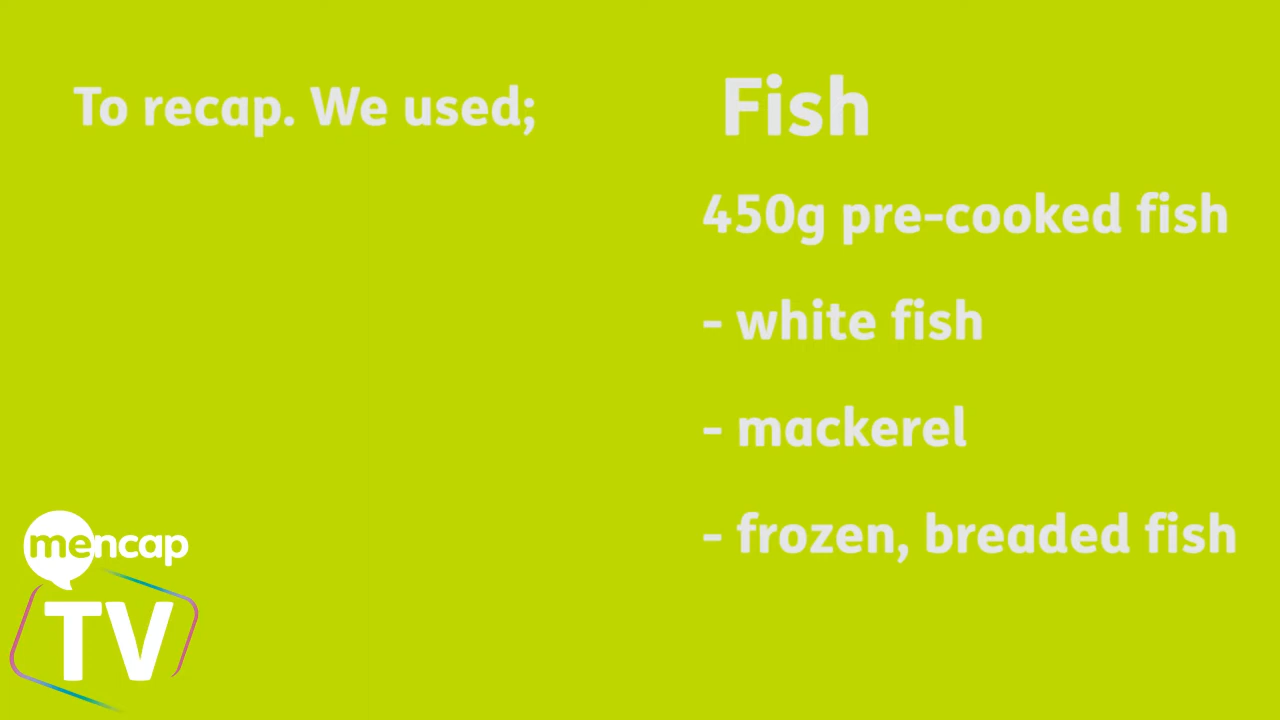 To recap. We used;
Fish
450g pre-cooked fish
- white fish
- mackerel
- frozen, breaded fish
mencap
TV